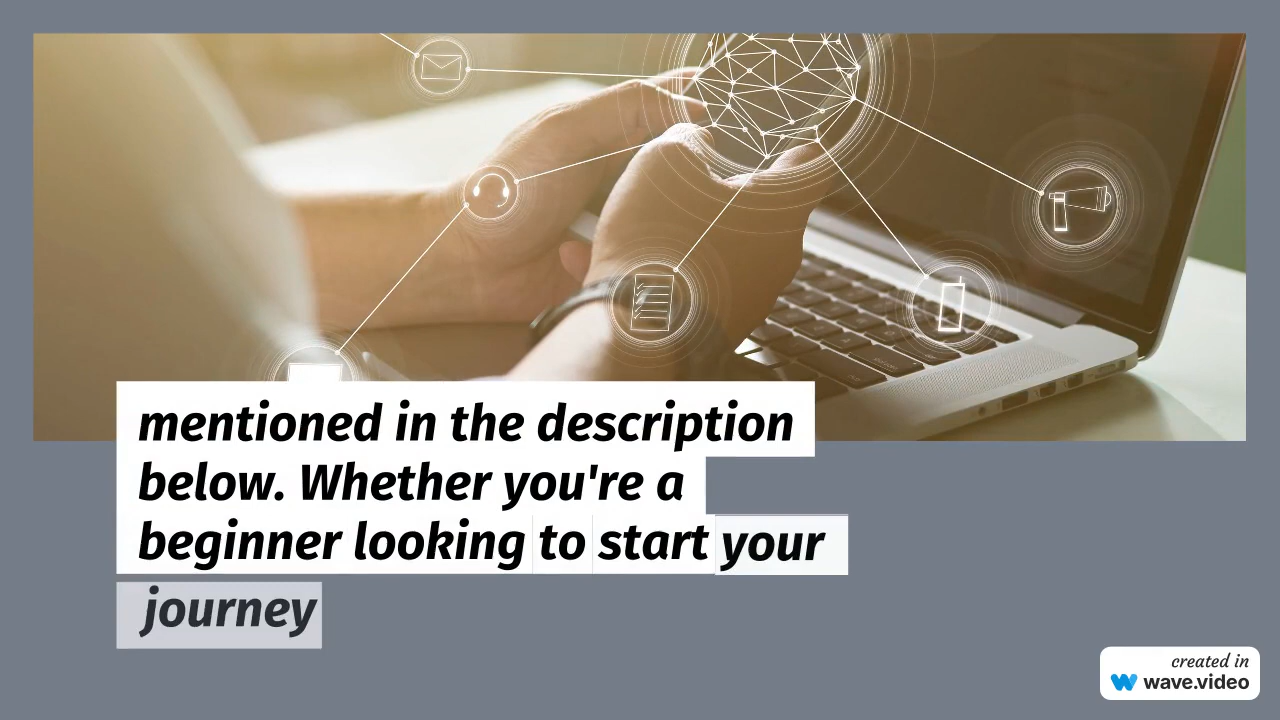 mentioned in the description
below. Whether you're a
beginner looking to start your
journey
created in
wave.video